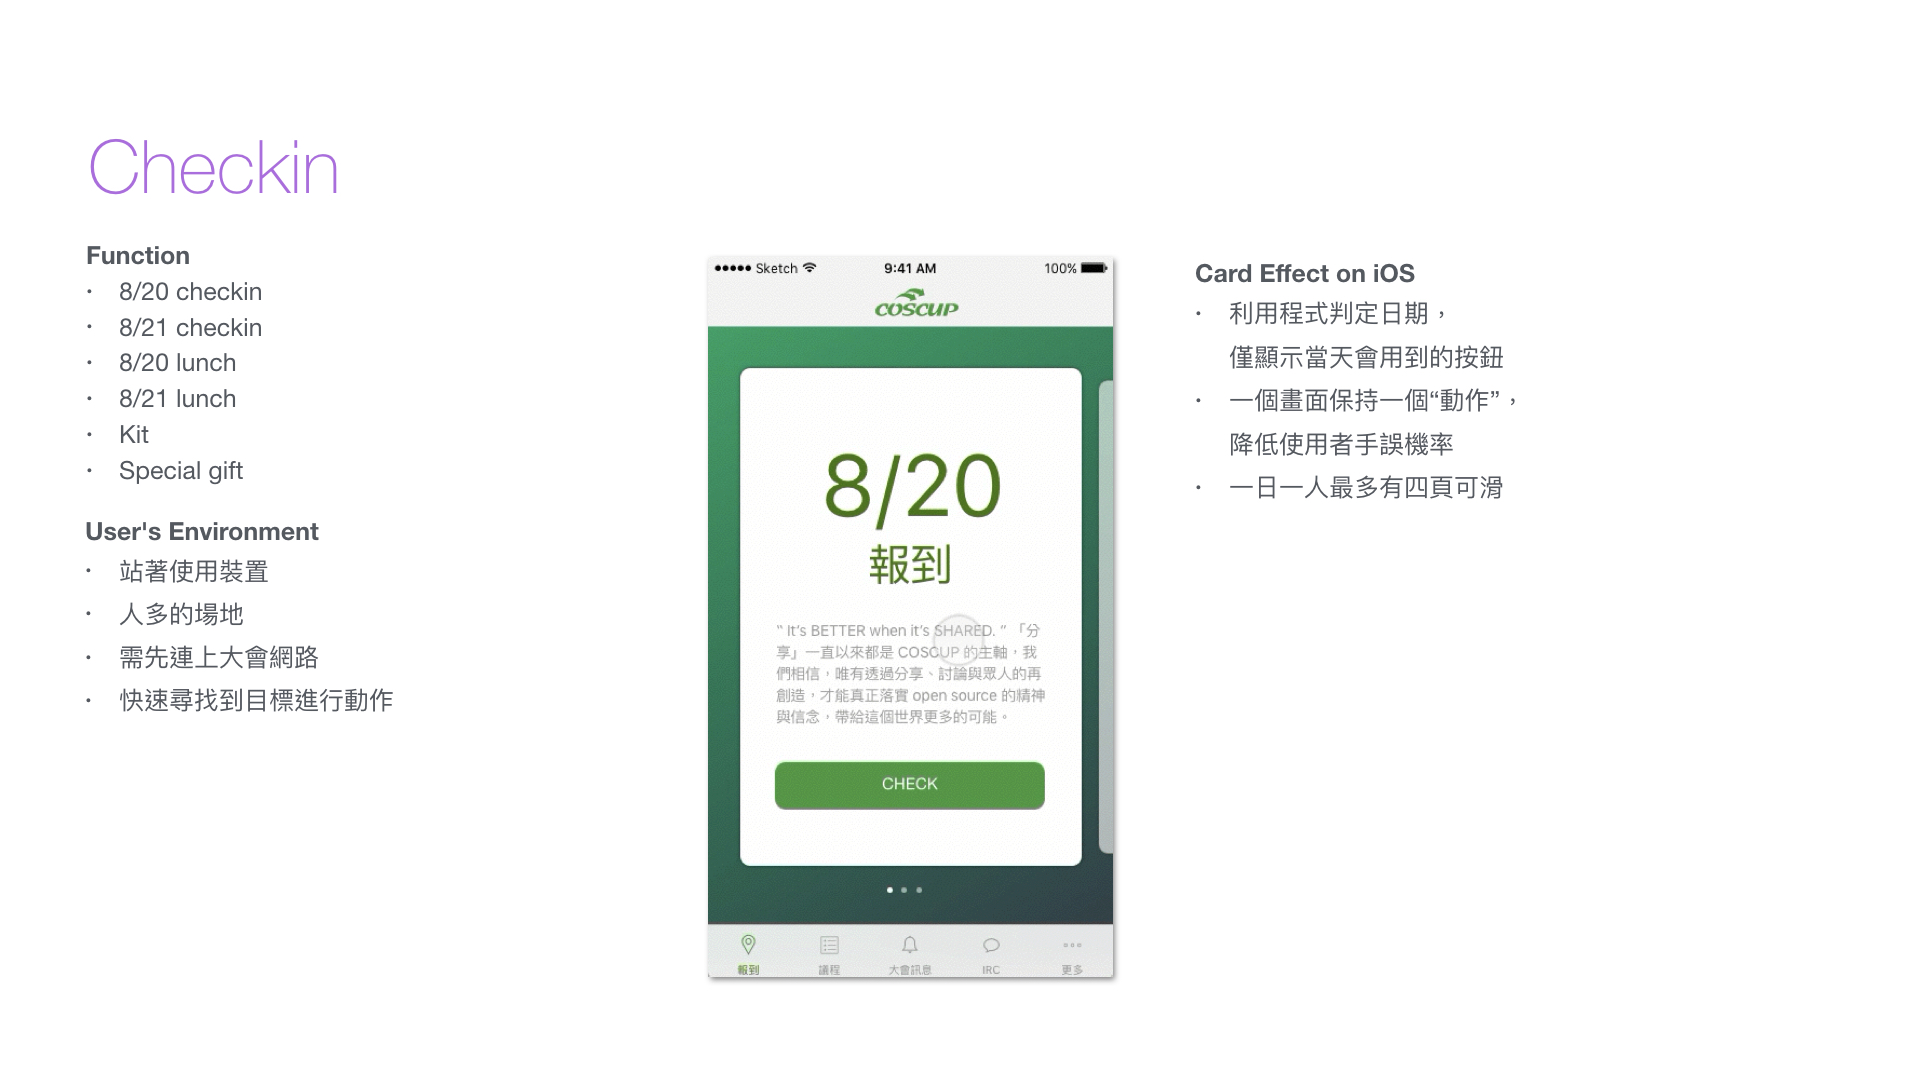 Checkin
Function
· 8/20 checkin
· 8/21 checkin
· 8/20 lunch
· 8/21 lunch
· Kit
· Special gift
User's Environment
· 站著使用裝置
· 人多的場地
· 需先連上大會網路
· 快速尋找到目標進行動作
●●●●● Sketch 9:41 AM 100%
COSCUP
8/20
報到
“ It's BETTER when it's SHARED. ” 「分
享」一直以來都是 COSCUP 的主軸，我
們相信，唯有透過分享、討論與眾人的再
創造，才能真正落實 open source 的精神
與信念，帶給這個世界更多的可能。
CHECK
報到 議程 大會訊息 IRC 更多
Card Effect on iOS
· 利用程式判定日期，
僅顯示當天會用到的按鈕
· 一個畫面保持一個“動作”，
降低使用者手誤機率
· 一日一人最多有四頁可滑